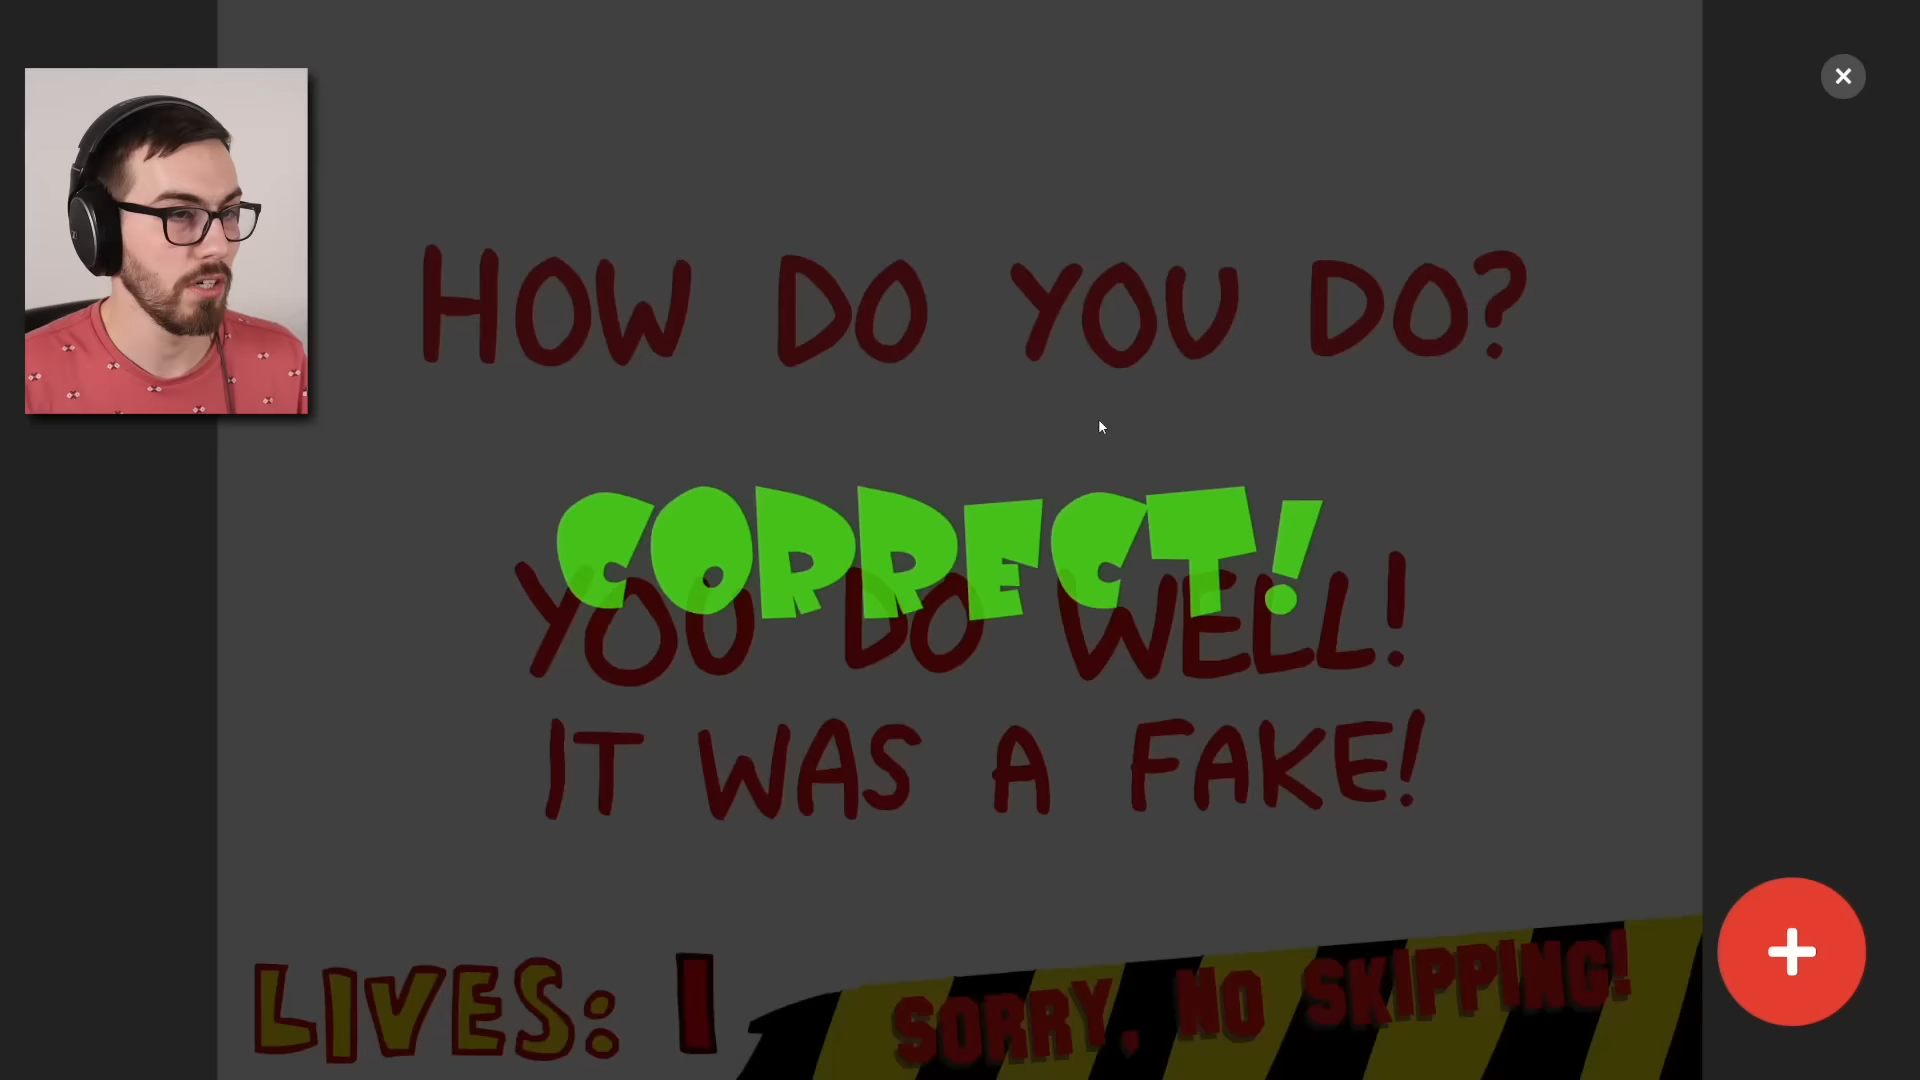 HOW DO YOU DO?
CORRECT!
YOU DO WELL!
IT WAS A FAKE!
LIVES: 1
SORRY, NO SKIPPING!